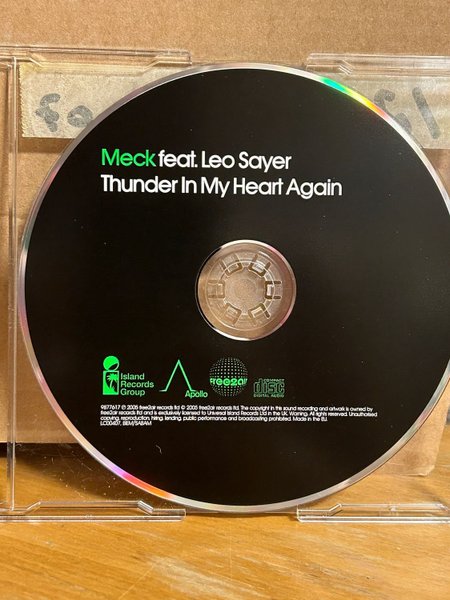 Meck feat. Leo Sayer
Thunder In My Heart Again
Island
Records
Group
Apollo
free2air
COMPACT
disc
DIGITAL AUDIO
9877617 ℗ 2005 free2air records ltd © 2005 free2air records ltd. The copyright in this sound recording and artwork is owned by
free2air records ltd and is exclusively licensed to Universal Island Records Ltd in the UK. Warning. All rights reserved. Unauthorised
copying, reproduction, hiring, lending, public performance and broadcasting prohibited. Made in the EU.
LC00407, BIEM/SABAM